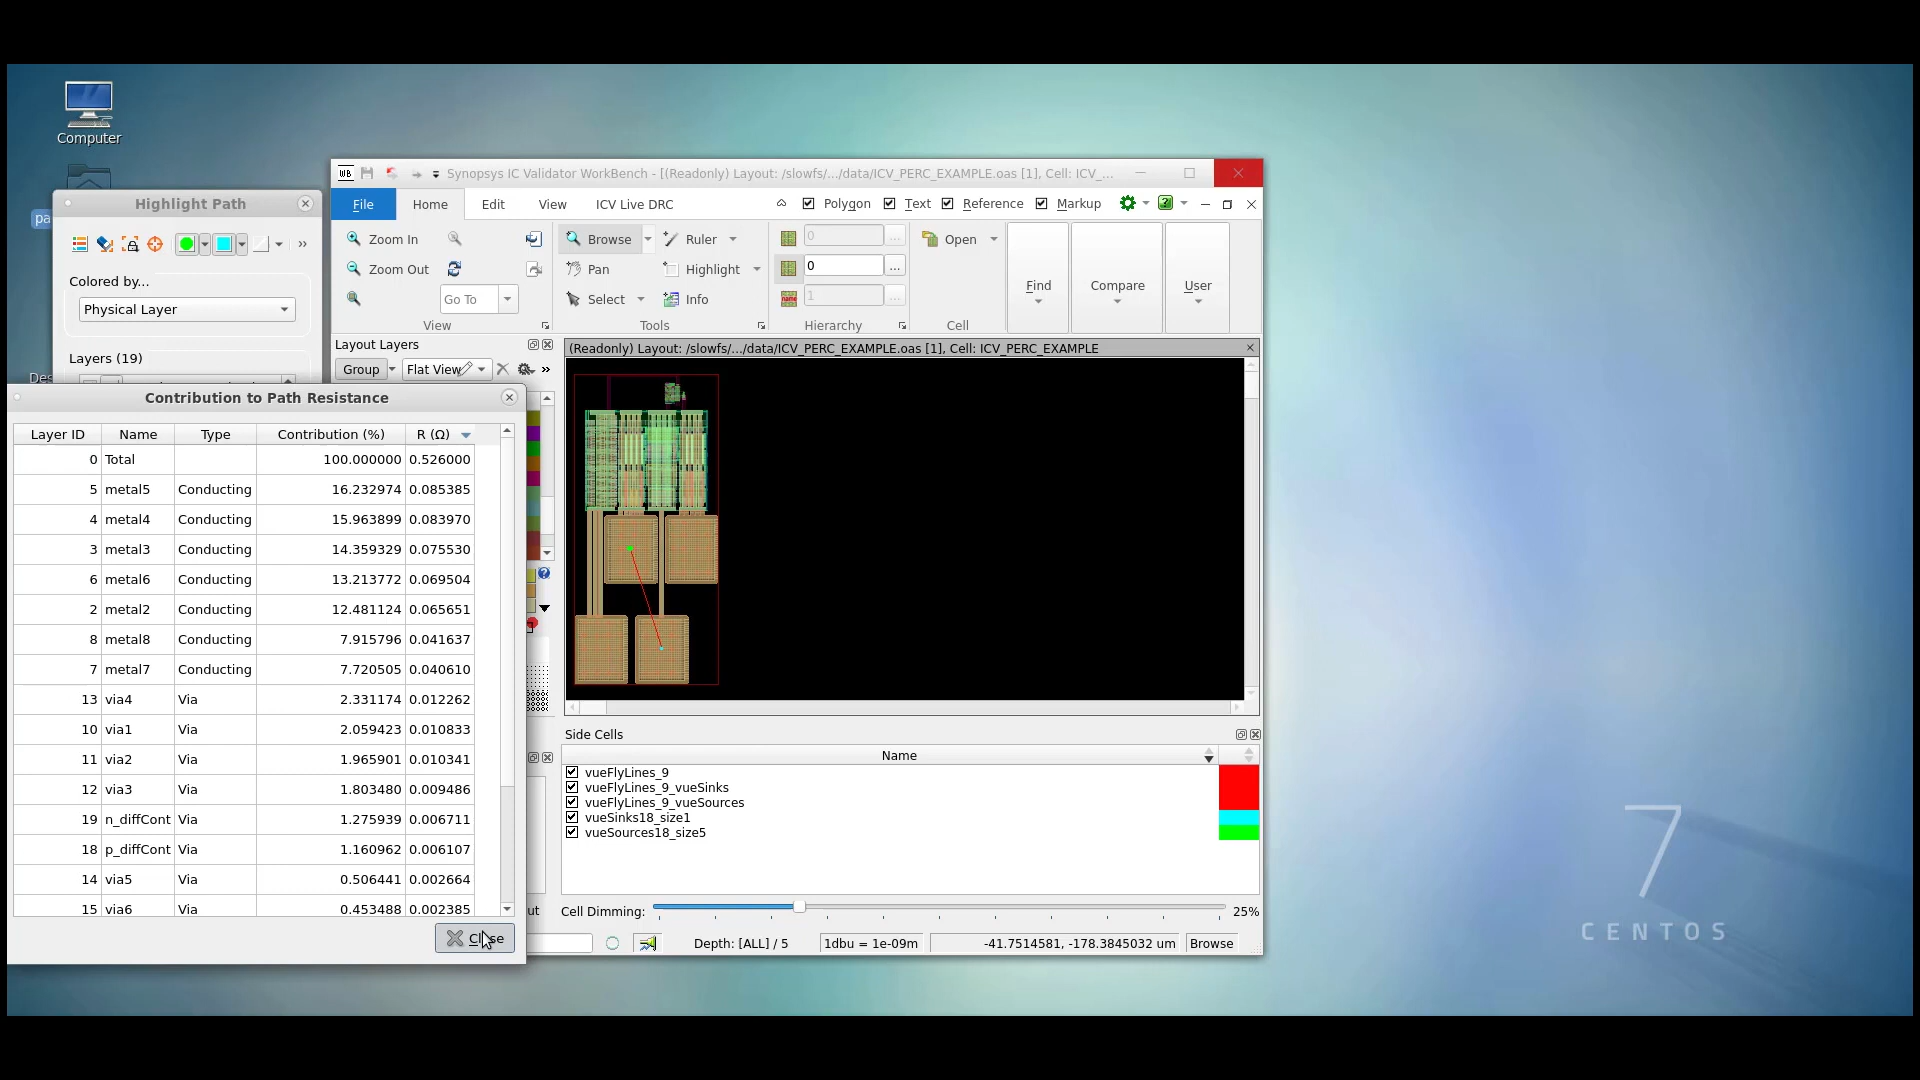 Computer
Highlight Path
Colored by...
Physical Layer
Layers (19)
Synopsys IC Validator WorkBench - [(Readonly) Layout: /slowfs/.../data/ICV_PERC_EXAMPLE.oas [1], Cell: ICV_...
File Home Edit View ICV Live DRC Polygon Text Reference Markup
Zoom In
Zoom Out
Go To
View
Browse
Pan
Select
Ruler
Highlight
Info
Tools
0
0
1
Hierarchy
Open
Cell
Find
Compare
User
Layout Layers
Group Flat View
(Readonly) Layout: /slowfs/.../data/ICV_PERC_EXAMPLE.oas [1], Cell: ICV_PERC_EXAMPLE
Contribution to Path Resistance
Layer ID Name Type Contribution (%) R (Ω)
0 Total 100.000000 0.526000
5 metal5 Conducting 16.232974 0.085385
4 metal4 Conducting 15.963899 0.083970
3 metal3 Conducting 14.359329 0.075530
6 metal6 Conducting 13.213772 0.069504
2 metal2 Conducting 12.481124 0.065651
8 metal8 Conducting 7.915796 0.041637
7 metal7 Conducting 7.720505 0.040610
13 via4 Via 2.331174 0.012262
10 via1 Via 2.059423 0.010833
11 via2 Via 1.965901 0.010341
12 via3 Via 1.803480 0.009486
19 n_diffCont Via 1.275939 0.006711
18 p_diffCont Via 1.160962 0.006107
14 via5 Via 0.506441 0.002664
15 via6 Via 0.453488 0.002385
Close
Side Cells
Name
vueFlyLines_9
vueFlyLines_9_vueSinks
vueFlyLines_9_vueSources
vueSinks18_size1
vueSources18_size5
Cell Dimming: 25%
Depth: [ALL] / 5 1dbu = 1e-09m -41.7514581, -178.3845032 um Browse
7
CENTOS